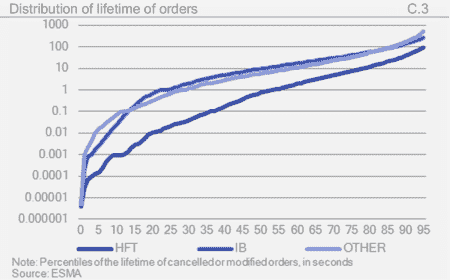 Distribution of lifetime of orders C.3
1000
100
10
1
0.1
0.01
0.001
0.0001
0.00001
0.000001
0 5 10 15 20 25 30 35 40 45 50 55 60 65 70 75 80 85 90 95
HFT IB OTHER
Note: Percentiles of the lifetime of cancelled or modified orders, in seconds
Source: ESMA